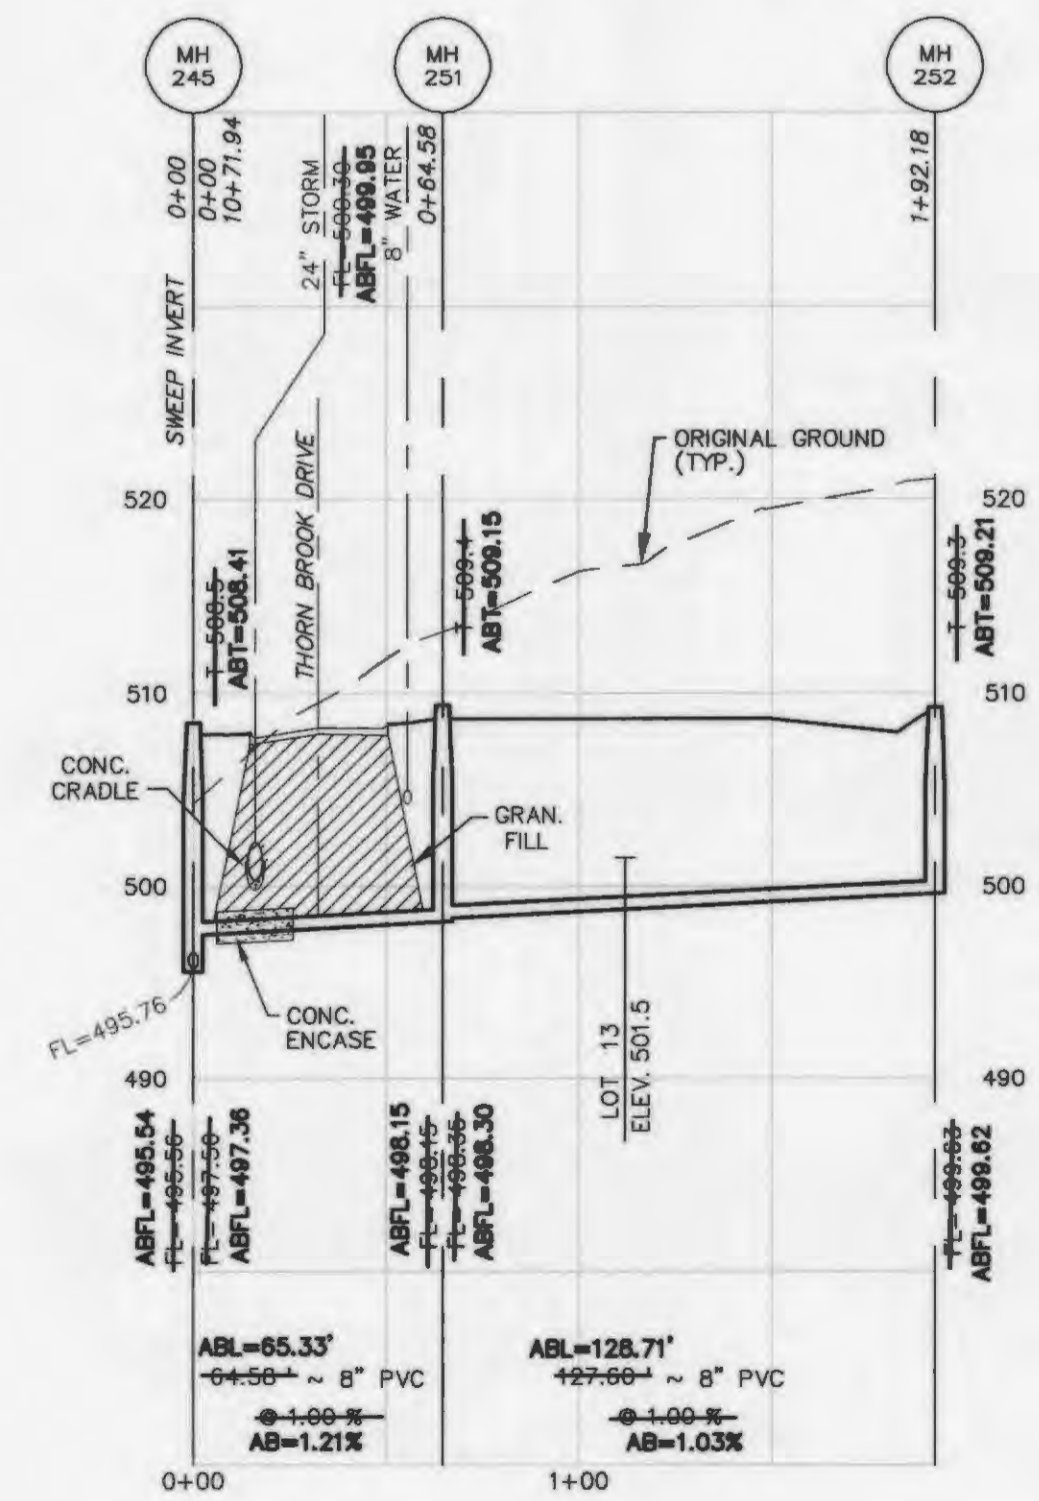 MH
245
MH
251
MH
252
0+00
0+00
10+71.94
24" STORM
FL=500.30
ABFL=499.95
8" WATER
0+64.58
1+92.18
SWEEP INVERT
THORN BROOK DRIVE
ORIGINAL GROUND
(TYP.)
520
520
T 508.5
ABT=508.41
T 509.4
ABT=509.15
T 509.3
ABT=509.21
510
510
CONC.
CRADLE
GRAN.
FILL
500
500
FL=495.76
CONC.
ENCASE
LOT 13
ELEV. 501.5
490
490
ABFL=495.54
FL=495.56
FL=497.50
ABFL=497.36
ABFL=498.15
FL=498.15
FL=498.35
ABFL=498.30
FL=499.63
ABFL=499.62
ABL=65.33'
64.58' ~ 8" PVC
@ 1.00 %
AB=1.21%
ABL=128.71'
127.60' ~ 8" PVC
@ 1.00 %
AB=1.03%
0+00
1+00